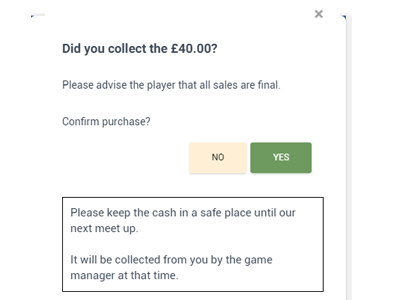 ×
Did you collect the £40.00?
Please advise the player that all sales are final.
Confirm purchase?
NO
YES
Please keep the cash in a safe place until our
next meet up.
It will be collected from you by the game
manager at that time.